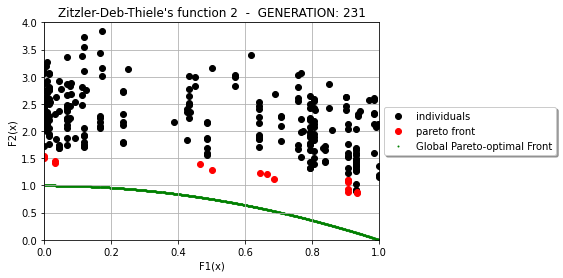 Zitzler-Deb-Thiele's function 2 - GENERATION: 231
4.0
3.5
3.0
2.5
2.0
1.5
1.0
0.5
0.0
F2(x)
0.0 0.2 0.4 0.6 0.8 1.0
F1(x)
individuals
pareto front
Global Pareto-optimal Front